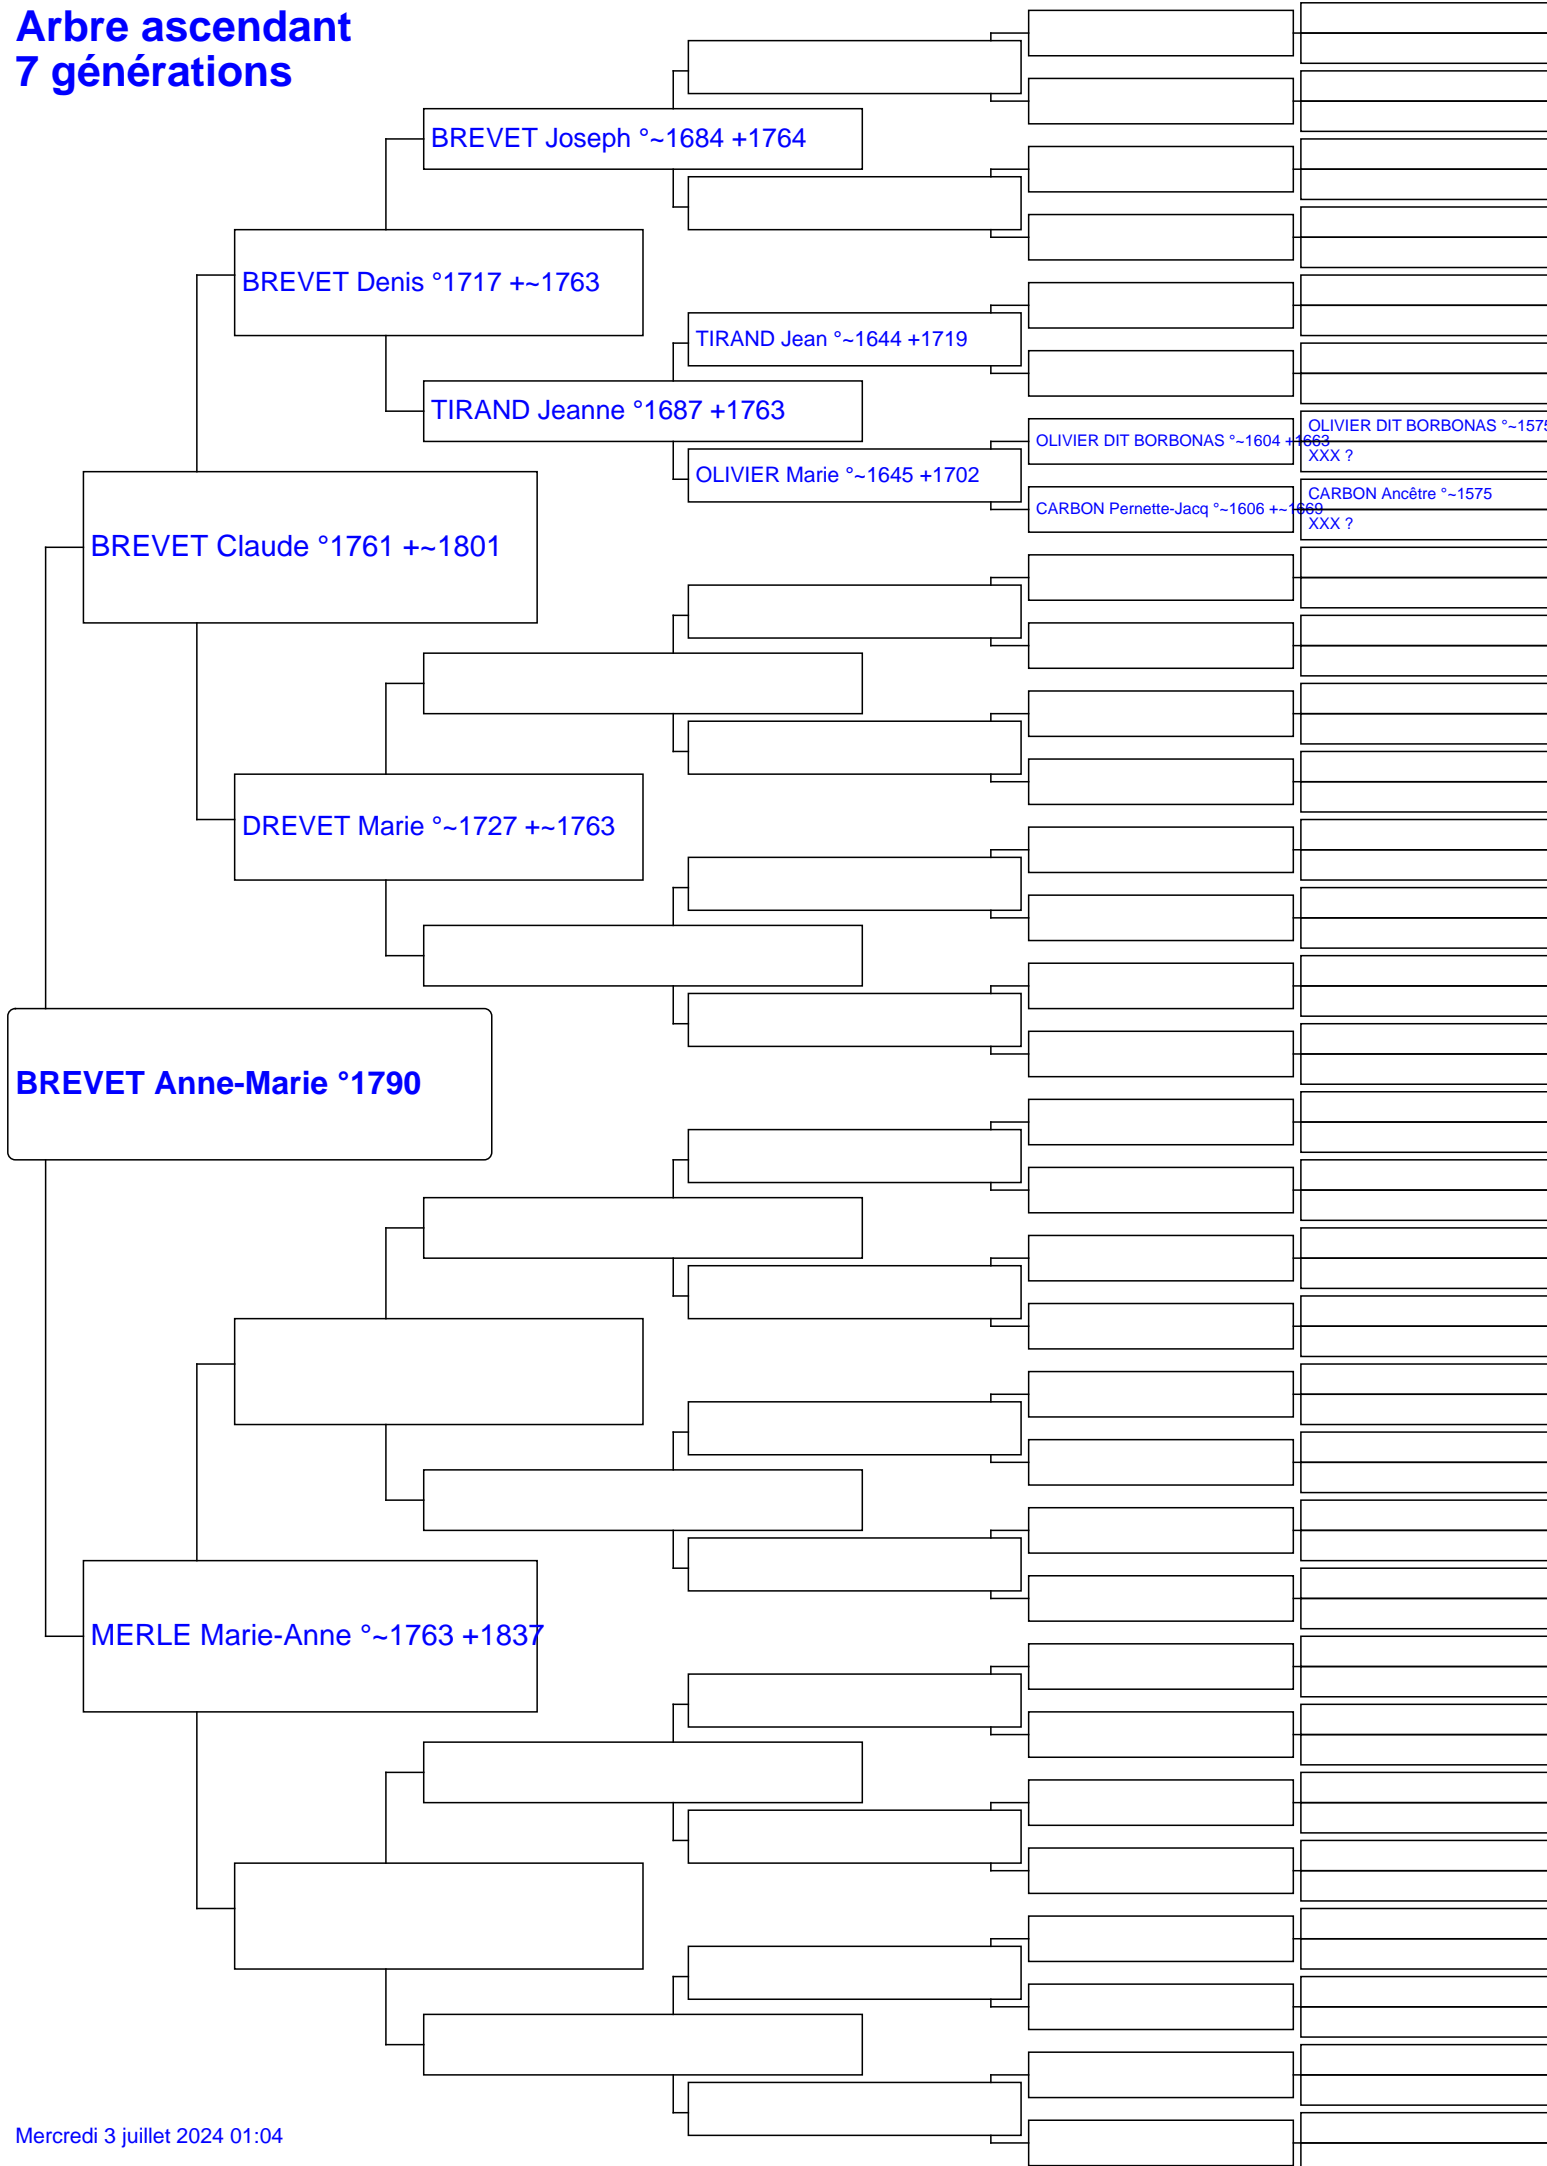 Arbre ascendant
7 générations
BREVET Joseph °~1684 +1764
BREVET Denis °1717 +~1763
TIRAND Jean °~1644 +1719
TIRAND Jeanne °1687 +1763
OLIVIER DIT BORBONAS °~1604 +1663
OLIVIER DIT BORBONAS °~1575
XXX ?
OLIVIER Marie °~1645 +1702
CARBON Pernette-Jacq °~1606 +~1669
CARBON Ancêtre °~1575
XXX ?
BREVET Claude °1761 +~1801
DREVET Marie °~1727 +~1763
BREVET Anne-Marie °1790
MERLE Marie-Anne °~1763 +1837
Mercredi 3 juillet 2024 01:04